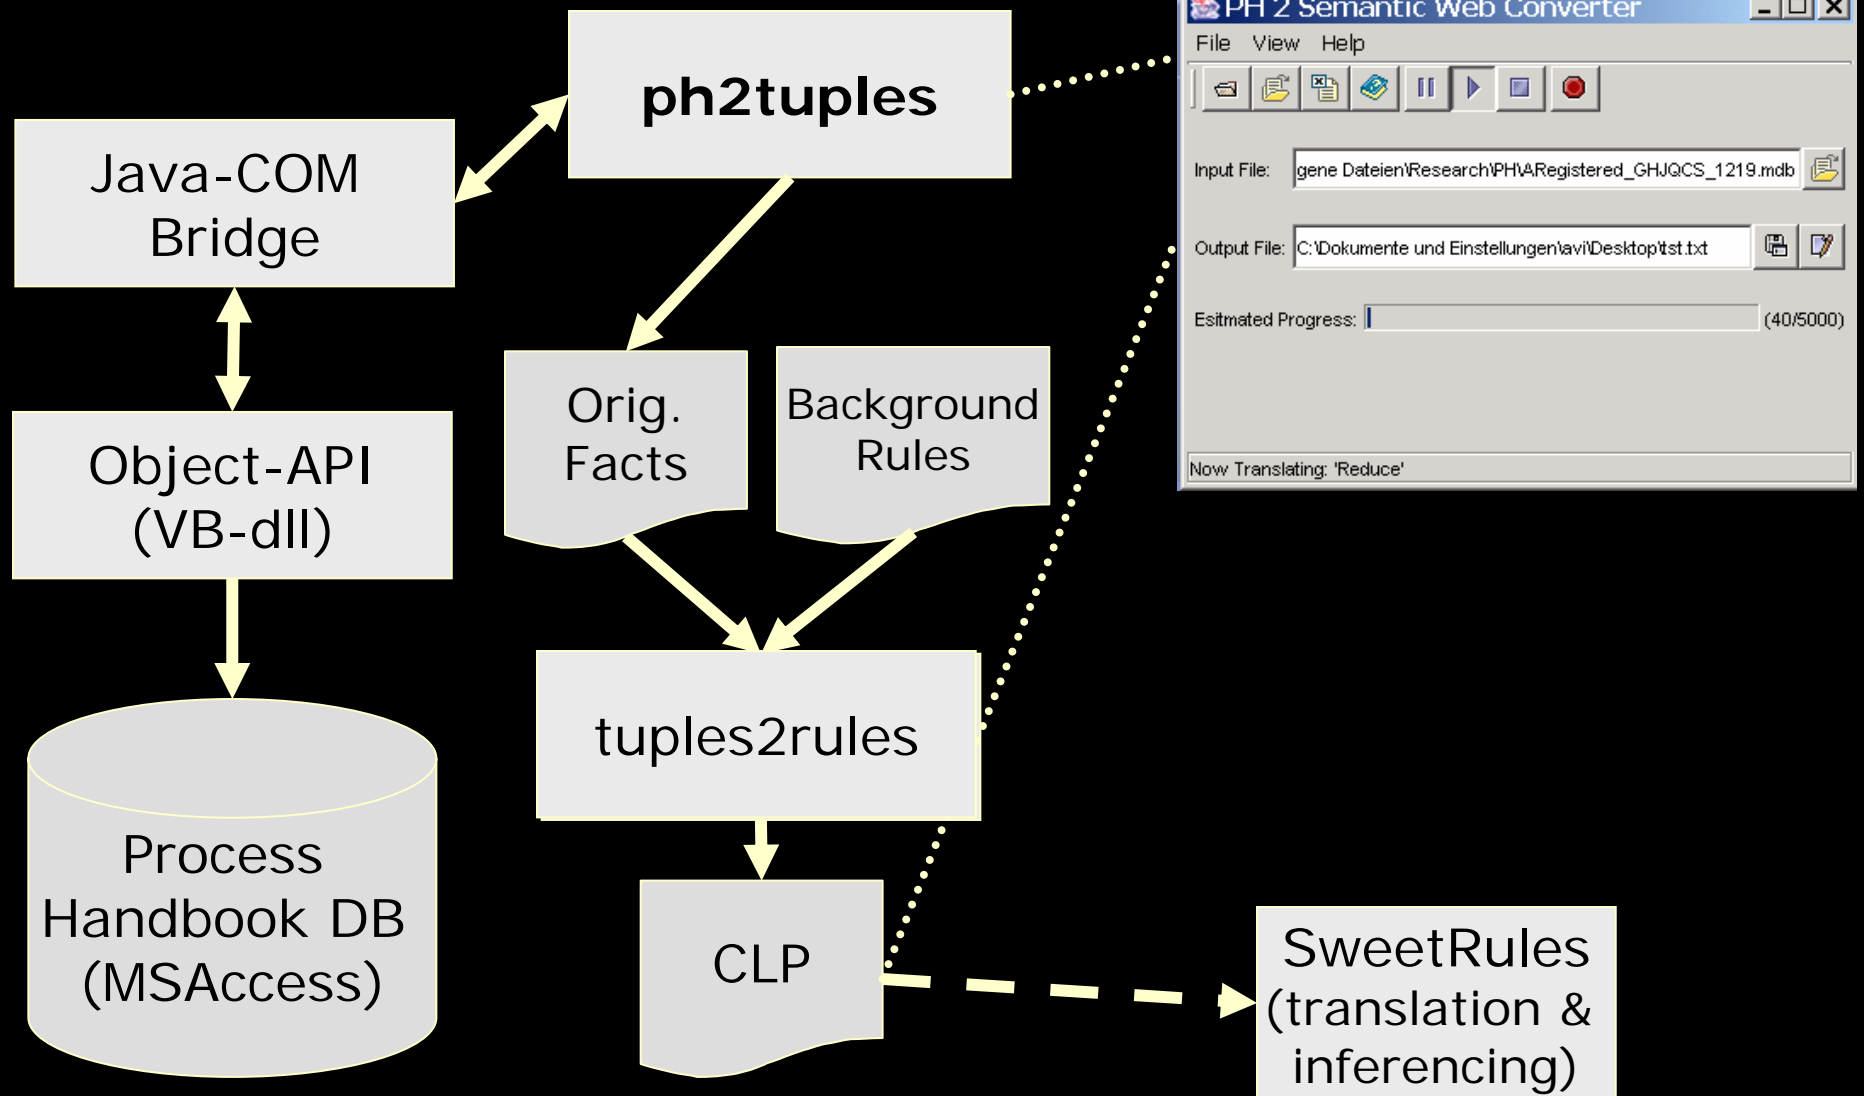 ph2tuples
Java-COM
Bridge
Object-API
(VB-dll)
Process
Handbook DB
(MSAccess)
Orig.
Facts
Background
Rules
tuples2rules
CLP
SweetRules
(translation &
inferencing)
PH 2 Semantic Web Converter
File View Help
Input File: gene Dateien\Research\PH\ARegistered_GHJQCS_1219.mdb
Output File: C:\Dokumente und Einstellungen\avi\Desktop\tst.txt
Esitmated Progress: (40/5000)
Now Translating: 'Reduce'